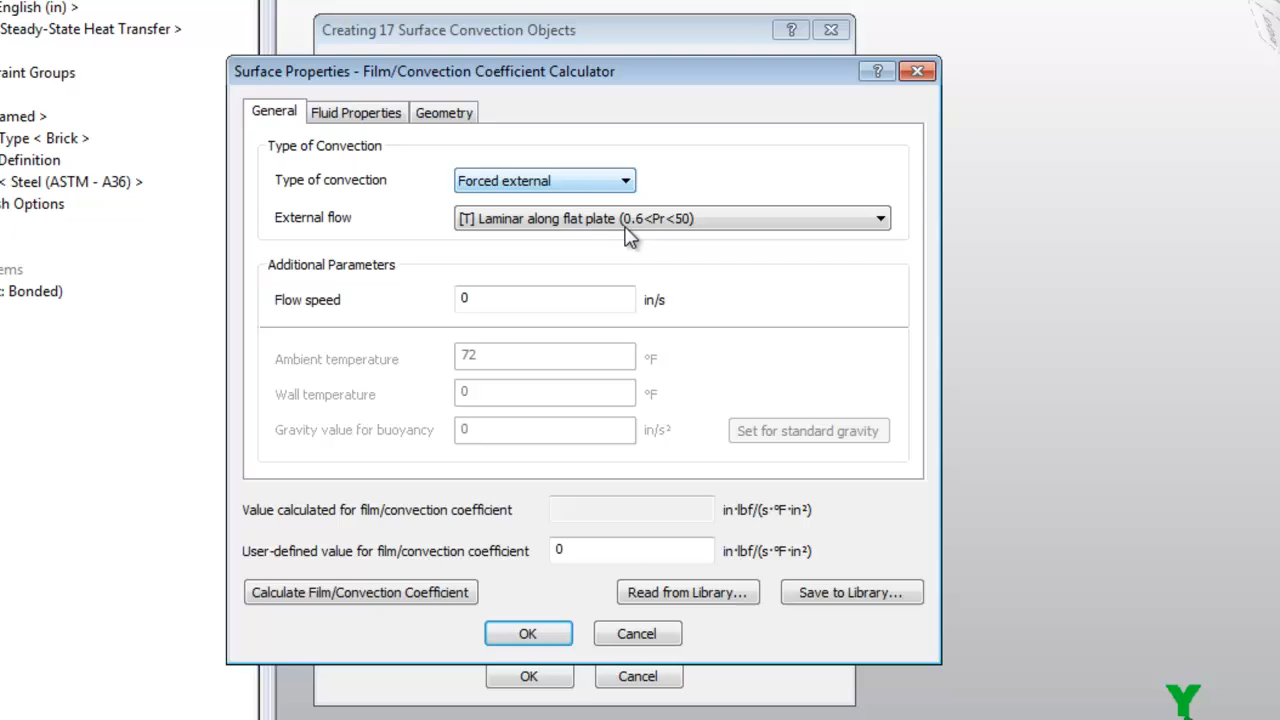 English (in) >
Steady-State Heat Transfer >
raint Groups
amed >
Type < Brick >
Definition
< Steel (ASTM - A36) >
sh Options
ems
: Bonded)
Creating 17 Surface Convection Objects
Surface Properties - Film/Convection Coefficient Calculator
General Fluid Properties Geometry
Type of Convection
Type of convection Forced external
External flow [T] Laminar along flat plate (0.6<Pr<50)
Additional Parameters
Flow speed 0 in/s
Ambient temperature 72 °F
Wall temperature 0 °F
Gravity value for buoyancy 0 in/s² Set for standard gravity
Value calculated for film/convection coefficient in·lbf/(s·°F·in²)
User-defined value for film/convection coefficient 0 in·lbf/(s·°F·in²)
Calculate Film/Convection Coefficient Read from Library... Save to Library...
OK Cancel
OK Cancel
Y